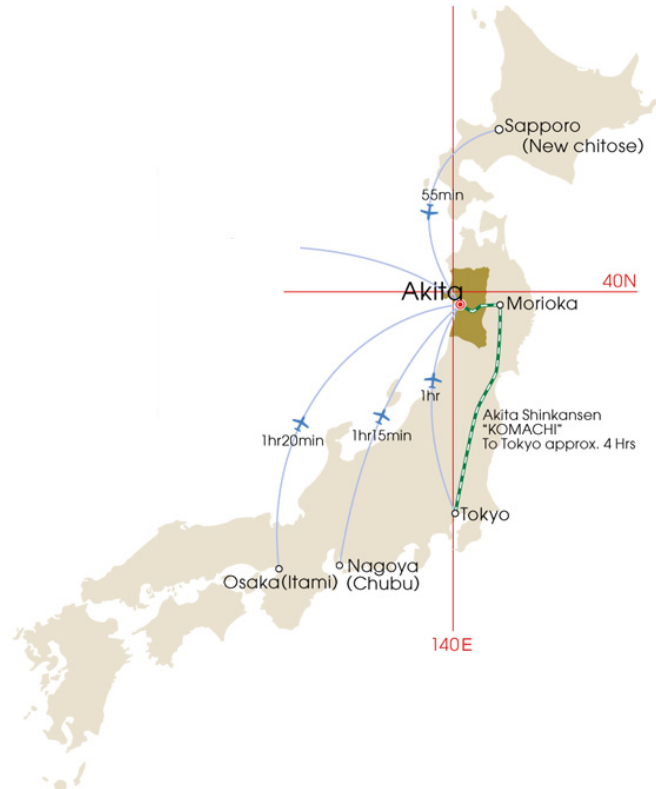 Sapporo
(New chitose)
55min
40N
Akita
Morioka
1hr
1hr20min
1hr15min
Akita Shinkansen
"KOMACHI"
To Tokyo approx. 4 Hrs
Tokyo
Osaka(Itami)
Nagoya
(Chubu)
140E